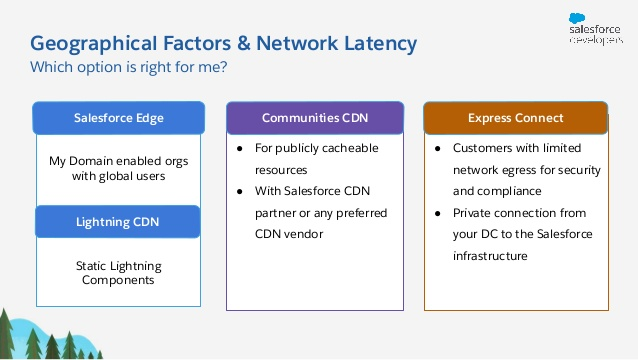 Geographical Factors & Network Latency
Which option is right for me?
salesforce
developers
Salesforce Edge
My Domain enabled orgs
with global users
Lightning CDN
Static Lightning
Components
Communities CDN
● For publicly cacheable
resources
● With Salesforce CDN
partner or any preferred
CDN vendor
Express Connect
● Customers with limited
network egress for security
and compliance
● Private connection from
your DC to the Salesforce
infrastructure